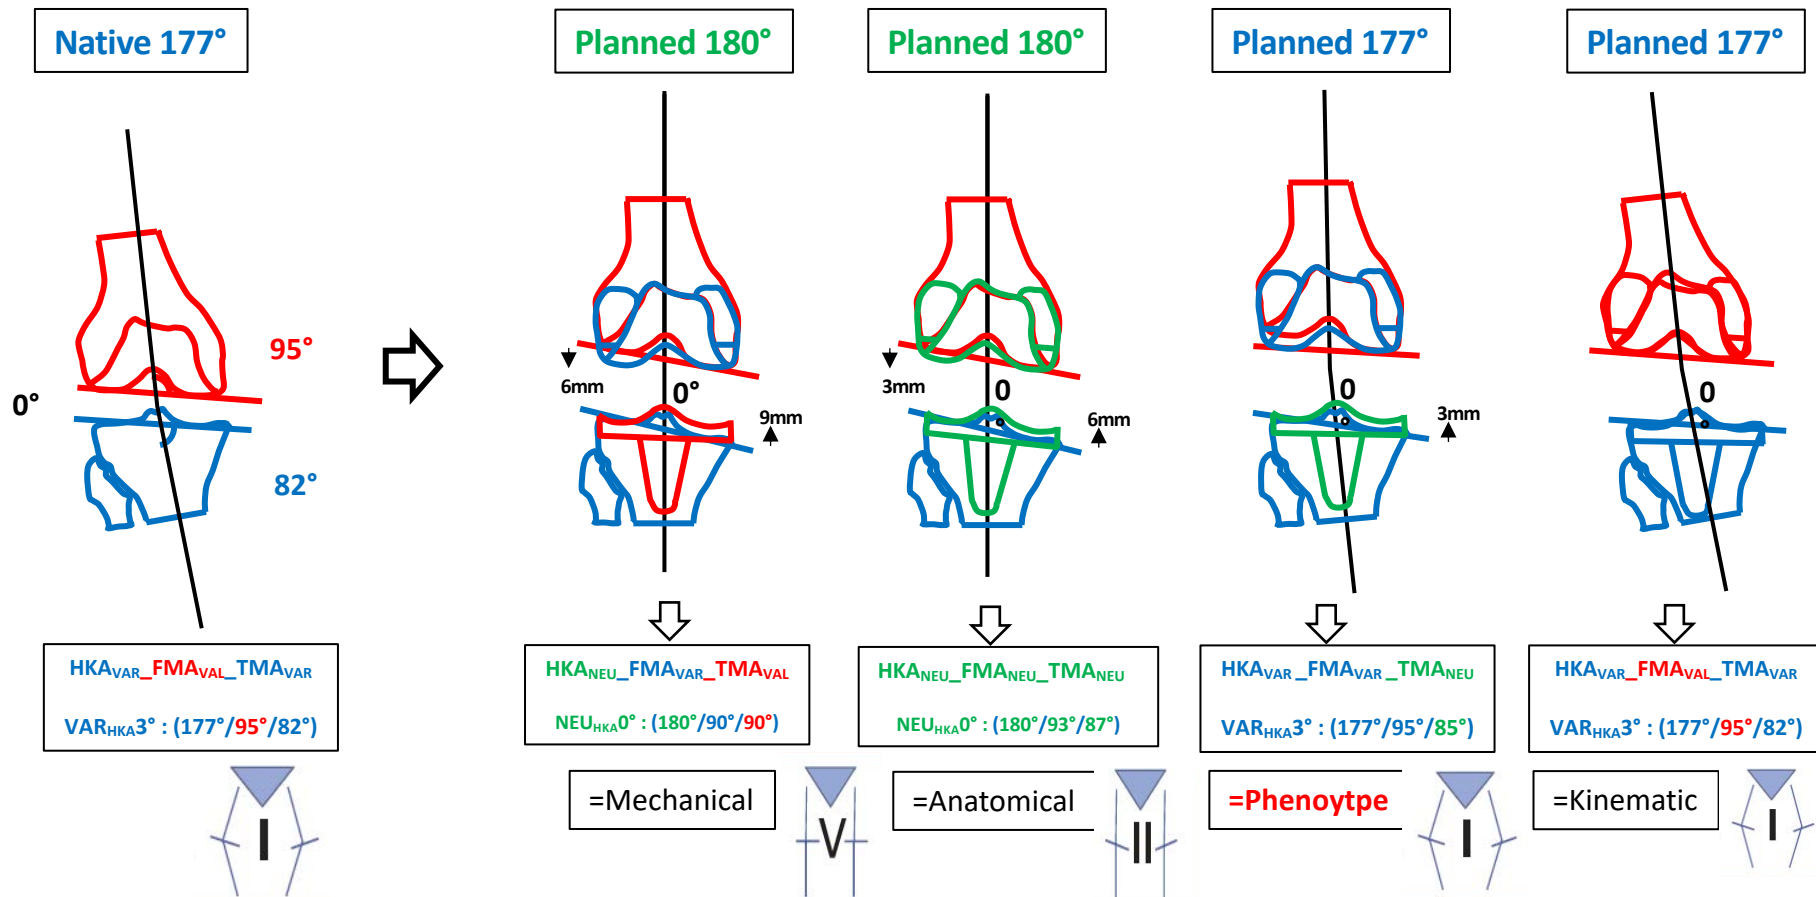 Native 177°
Planned 180°
Planned 180°
Planned 177°
Planned 177°
95°
0°
82°
6mm
0°
9mm
3mm
0
°
6mm
0
°
3mm
0
°
HKAVAR_FMAVAL_TMAVAR
VARHKA3° : (177°/95°/82°)
HKANEU_FMAVAR_TMAVAL
NEUHKA0° : (180°/90°/90°)
HKANEU_FMANEU_TMANEU
NEUHKA0° : (180°/93°/87°)
HKAVAR_FMAVAR_TMANEU
VARHKA3° : (177°/95°/85°)
HKAVAR_FMAVAL_TMAVAR
VARHKA3° : (177°/95°/82°)
I
=Mechanical
V
=Anatomical
II
=Phenoytpe
I
=Kinematic
I